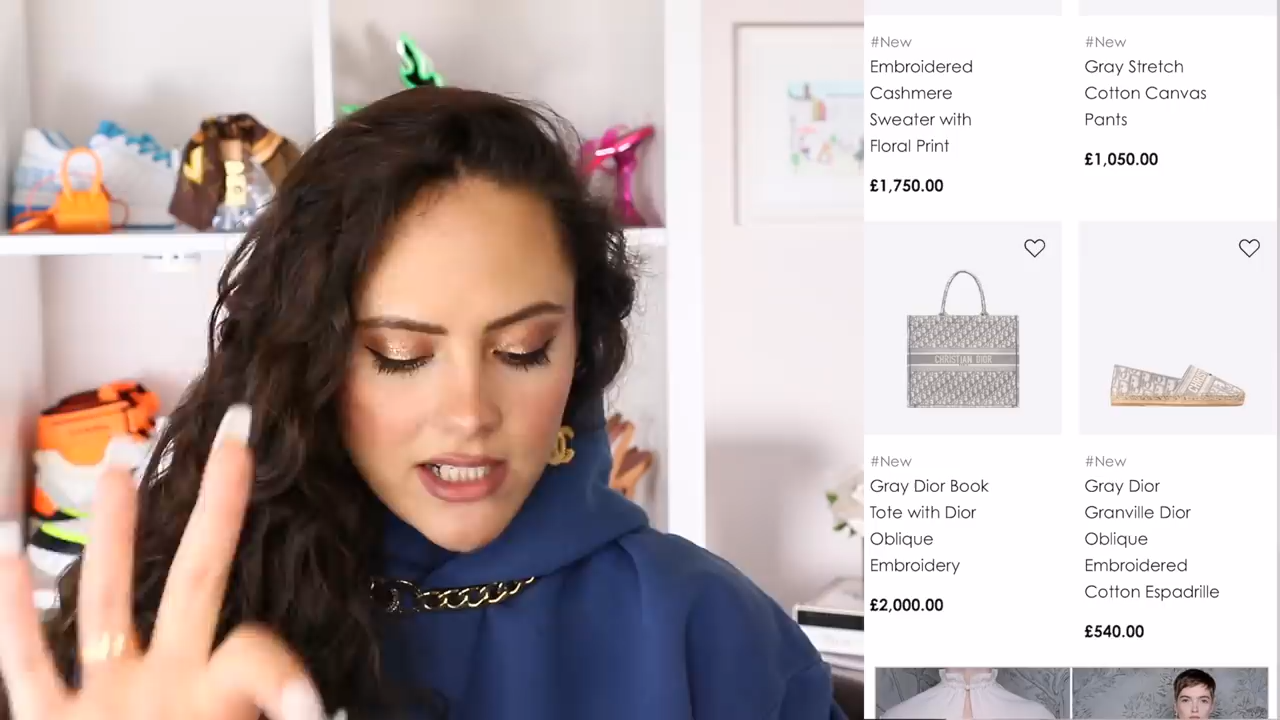 #New
Embroidered
Cashmere
Sweater with
Floral Print
£1,750.00
#New
Gray Stretch
Cotton Canvas
Pants
£1,050.00
CHRISTIAN DIOR
#New
Gray Dior Book
Tote with Dior
Oblique
Embroidery
£2,000.00
#New
Gray Dior
Granville Dior
Oblique
Embroidered
Cotton Espadrille
£540.00